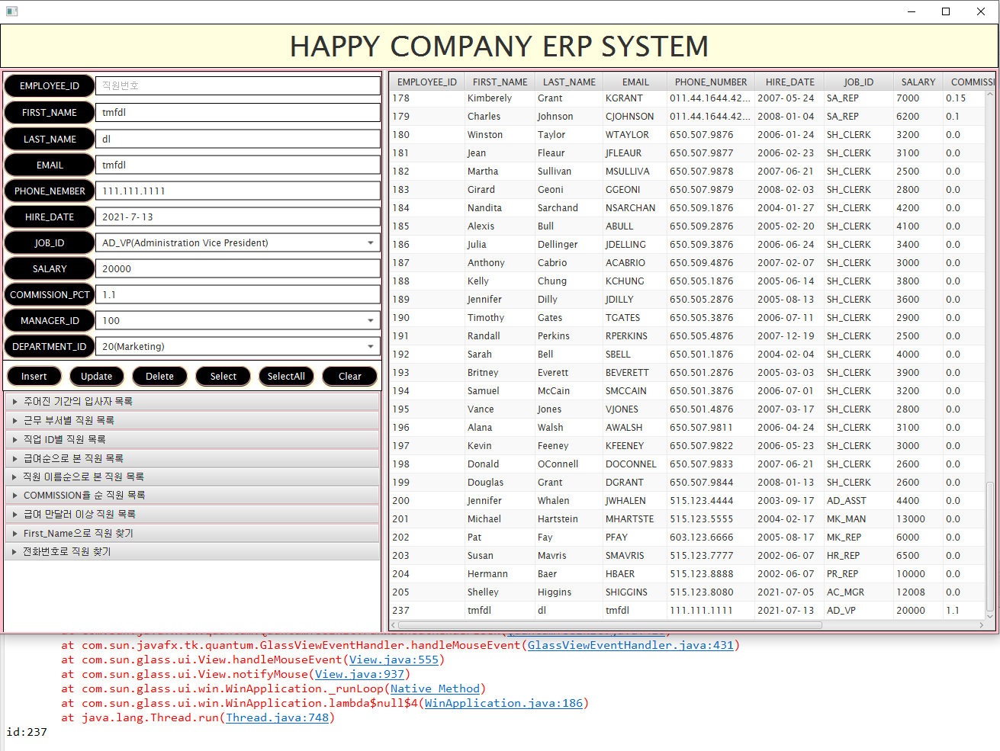 HAPPY COMPANY ERP SYSTEM
EMPLOYEE_ID 직원번호
FIRST_NAME tmfdl
LAST_NAME dl
EMAIL tmfdl
PHONE_NEMBER 111.111.1111
HIRE_DATE 2021-7-13
JOB_ID AD_VP(Administration Vice President)
SALARY 20000
COMMISSION_PCT 1.1
MANAGER_ID 100
DEPARTMENT_ID 20(Marketing)
Insert Update Delete Select SelectAll Clear
주어진 기간의 입사자 목록
근무 부서별 직원 목록
직업 ID별 직원 목록
급여순으로 본 직원 목록
직원 이름순으로 본 직원 목록
COMMISSION율 순 직원 목록
급여 만달러 이상 직원 목록
First_Name으로 직원 찾기
전화번호로 직원 찾기
EMPLOYEE_ID FIRST_NAME LAST_NAME EMAIL PHONE_NUMBER HIRE_DATE JOB_ID SALARY COMMISSI
178 Kimberely Grant KGRANT 011.44.1644.42... 2007-05-24 SA_REP 7000 0.15
179 Charles Johnson CJOHNSON 011.44.1644.42... 2008-01-04 SA_REP 6200 0.1
180 Winston Taylor WTAYLOR 650.507.9876 2006-01-24 SH_CLERK 3200 0.0
181 Jean Fleaur JFLEAUR 650.507.9877 2006-02-23 SH_CLERK 3100 0.0
182 Martha Sullivan MSULLIVA 650.507.9878 2007-06-21 SH_CLERK 2500 0.0
183 Girard Geoni GGEONI 650.507.9879 2008-02-03 SH_CLERK 2800 0.0
184 Nandita Sarchand NSARCHAN 650.509.1876 2004-01-27 SH_CLERK 4200 0.0
185 Alexis Bull ABULL 650.509.2876 2005-02-20 SH_CLERK 4100 0.0
186 Julia Dellinger JDELLING 650.509.3876 2006-06-24 SH_CLERK 3400 0.0
187 Anthony Cabrio ACABRIO 650.509.4876 2007-02-07 SH_CLERK 3000 0.0
188 Kelly Chung KCHUNG 650.505.1876 2005-06-14 SH_CLERK 3800 0.0
189 Jennifer Dilly JDILLY 650.505.2876 2005-08-13 SH_CLERK 3600 0.0
190 Timothy Gates TGATES 650.505.3876 2006-07-11 SH_CLERK 2900 0.0
191 Randall Perkins RPERKINS 650.505.4876 2007-12-19 SH_CLERK 2500 0.0
192 Sarah Bell SBELL 650.501.1876 2004-02-04 SH_CLERK 4000 0.0
193 Britney Everett BEVERETT 650.501.2876 2005-03-03 SH_CLERK 3900 0.0
194 Samuel McCain SMCCAIN 650.501.3876 2006-07-01 SH_CLERK 3200 0.0
195 Vance Jones VJONES 650.501.4876 2007-03-17 SH_CLERK 2800 0.0
196 Alana Walsh AWALSH 650.507.9811 2006-04-24 SH_CLERK 3100 0.0
197 Kevin Feeney KFEENEY 650.507.9822 2006-05-23 SH_CLERK 3000 0.0
198 Donald OConnell DOCONNEL 650.507.9833 2007-06-21 SH_CLERK 2600 0.0
199 Douglas Grant DGRANT 650.507.9844 2008-01-13 SH_CLERK 2600 0.0
200 Jennifer Whalen JWHALEN 515.123.4444 2003-09-17 AD_ASST 4400 0.0
201 Michael Hartstein MHARTSTE 515.123.5555 2004-02-17 MK_MAN 13000 0.0
202 Pat Fay PFAY 603.123.6666 2005-08-17 MK_REP 6000 0.0
203 Susan Mavris SMAVRIS 515.123.7777 2002-06-07 HR_REP 6500 0.0
204 Hermann Baer HBAER 515.123.8888 2002-06-07 PR_REP 10000 0.0
205 Shelley Higgins SHIGGINS 515.123.8080 2021-07-05 AC_MGR 12008 0.0
237 tmfdl dl tmfdl 111.111.1111 2021-07-13 AD_VP 20000 1.1
at com.sun.javafx.tk.quantum.GlassViewEventHandler.handleMouseEvent(GlassViewEventHandler.java:431)
at com.sun.glass.ui.View.handleMouseEvent(View.java:555)
at com.sun.glass.ui.View.notifyMouse(View.java:937)
at com.sun.glass.ui.win.WinApplication._runLoop(Native Method)
at com.sun.glass.ui.win.WinApplication.lambda$null$4(WinApplication.java:186)
at java.lang.Thread.run(Thread.java:748)
id:237